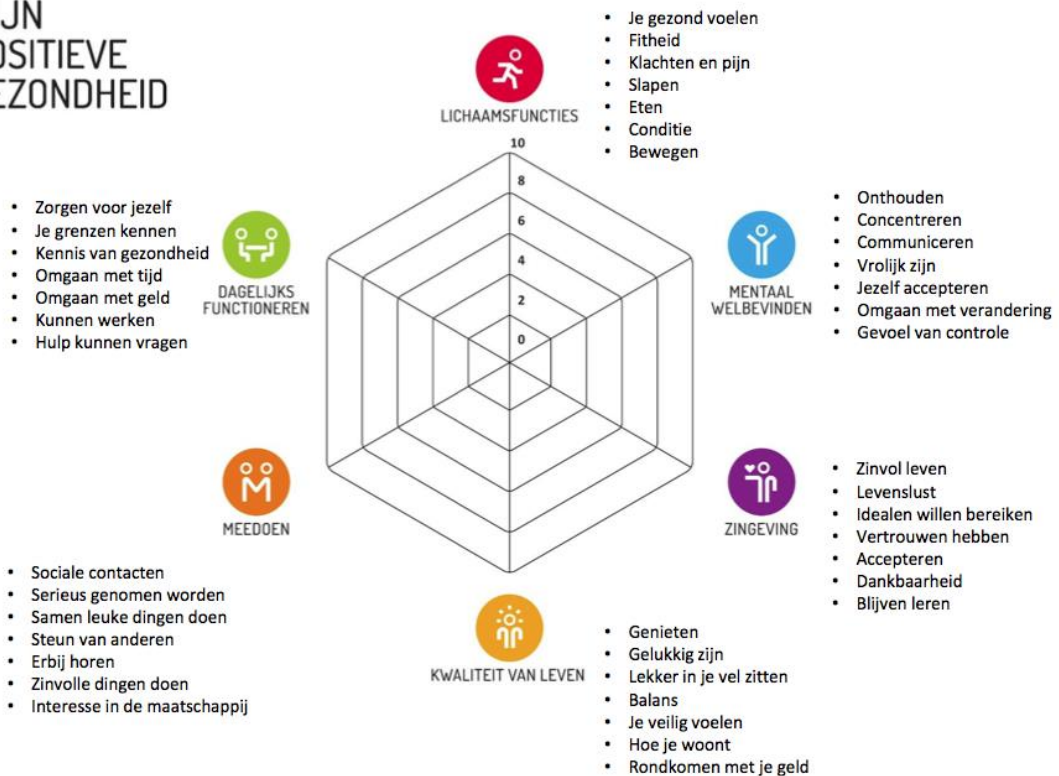 JN
OSITIEVE
EZONDHEID
LICHAAMSFUNCTIES
• Je gezond voelen
• Fitheid
• Klachten en pijn
• Slapen
• Eten
• Conditie
• Bewegen
10
8
6
4
2
0
• Zorgen voor jezelf
• Je grenzen kennen
• Kennis van gezondheid
• Omgaan met tijd
• Omgaan met geld
• Kunnen werken
• Hulp kunnen vragen
DAGELIJKS
FUNCTIONEREN
MENTAAL
WELBEVINDEN
• Onthouden
• Concentreren
• Communiceren
• Vrolijk zijn
• Jezelf accepteren
• Omgaan met verandering
• Gevoel van controle
MEEDOEN
• Sociale contacten
• Serieus genomen worden
• Samen leuke dingen doen
• Steun van anderen
• Erbij horen
• Zinvolle dingen doen
• Interesse in de maatschappij
ZINGEVING
• Zinvol leven
• Levenslust
• Idealen willen bereiken
• Vertrouwen hebben
• Accepteren
• Dankbaarheid
• Blijven leren
KWALITEIT VAN LEVEN
• Genieten
• Gelukkig zijn
• Lekker in je vel zitten
• Balans
• Je veilig voelen
• Hoe je woont
• Rondkomen met je geld